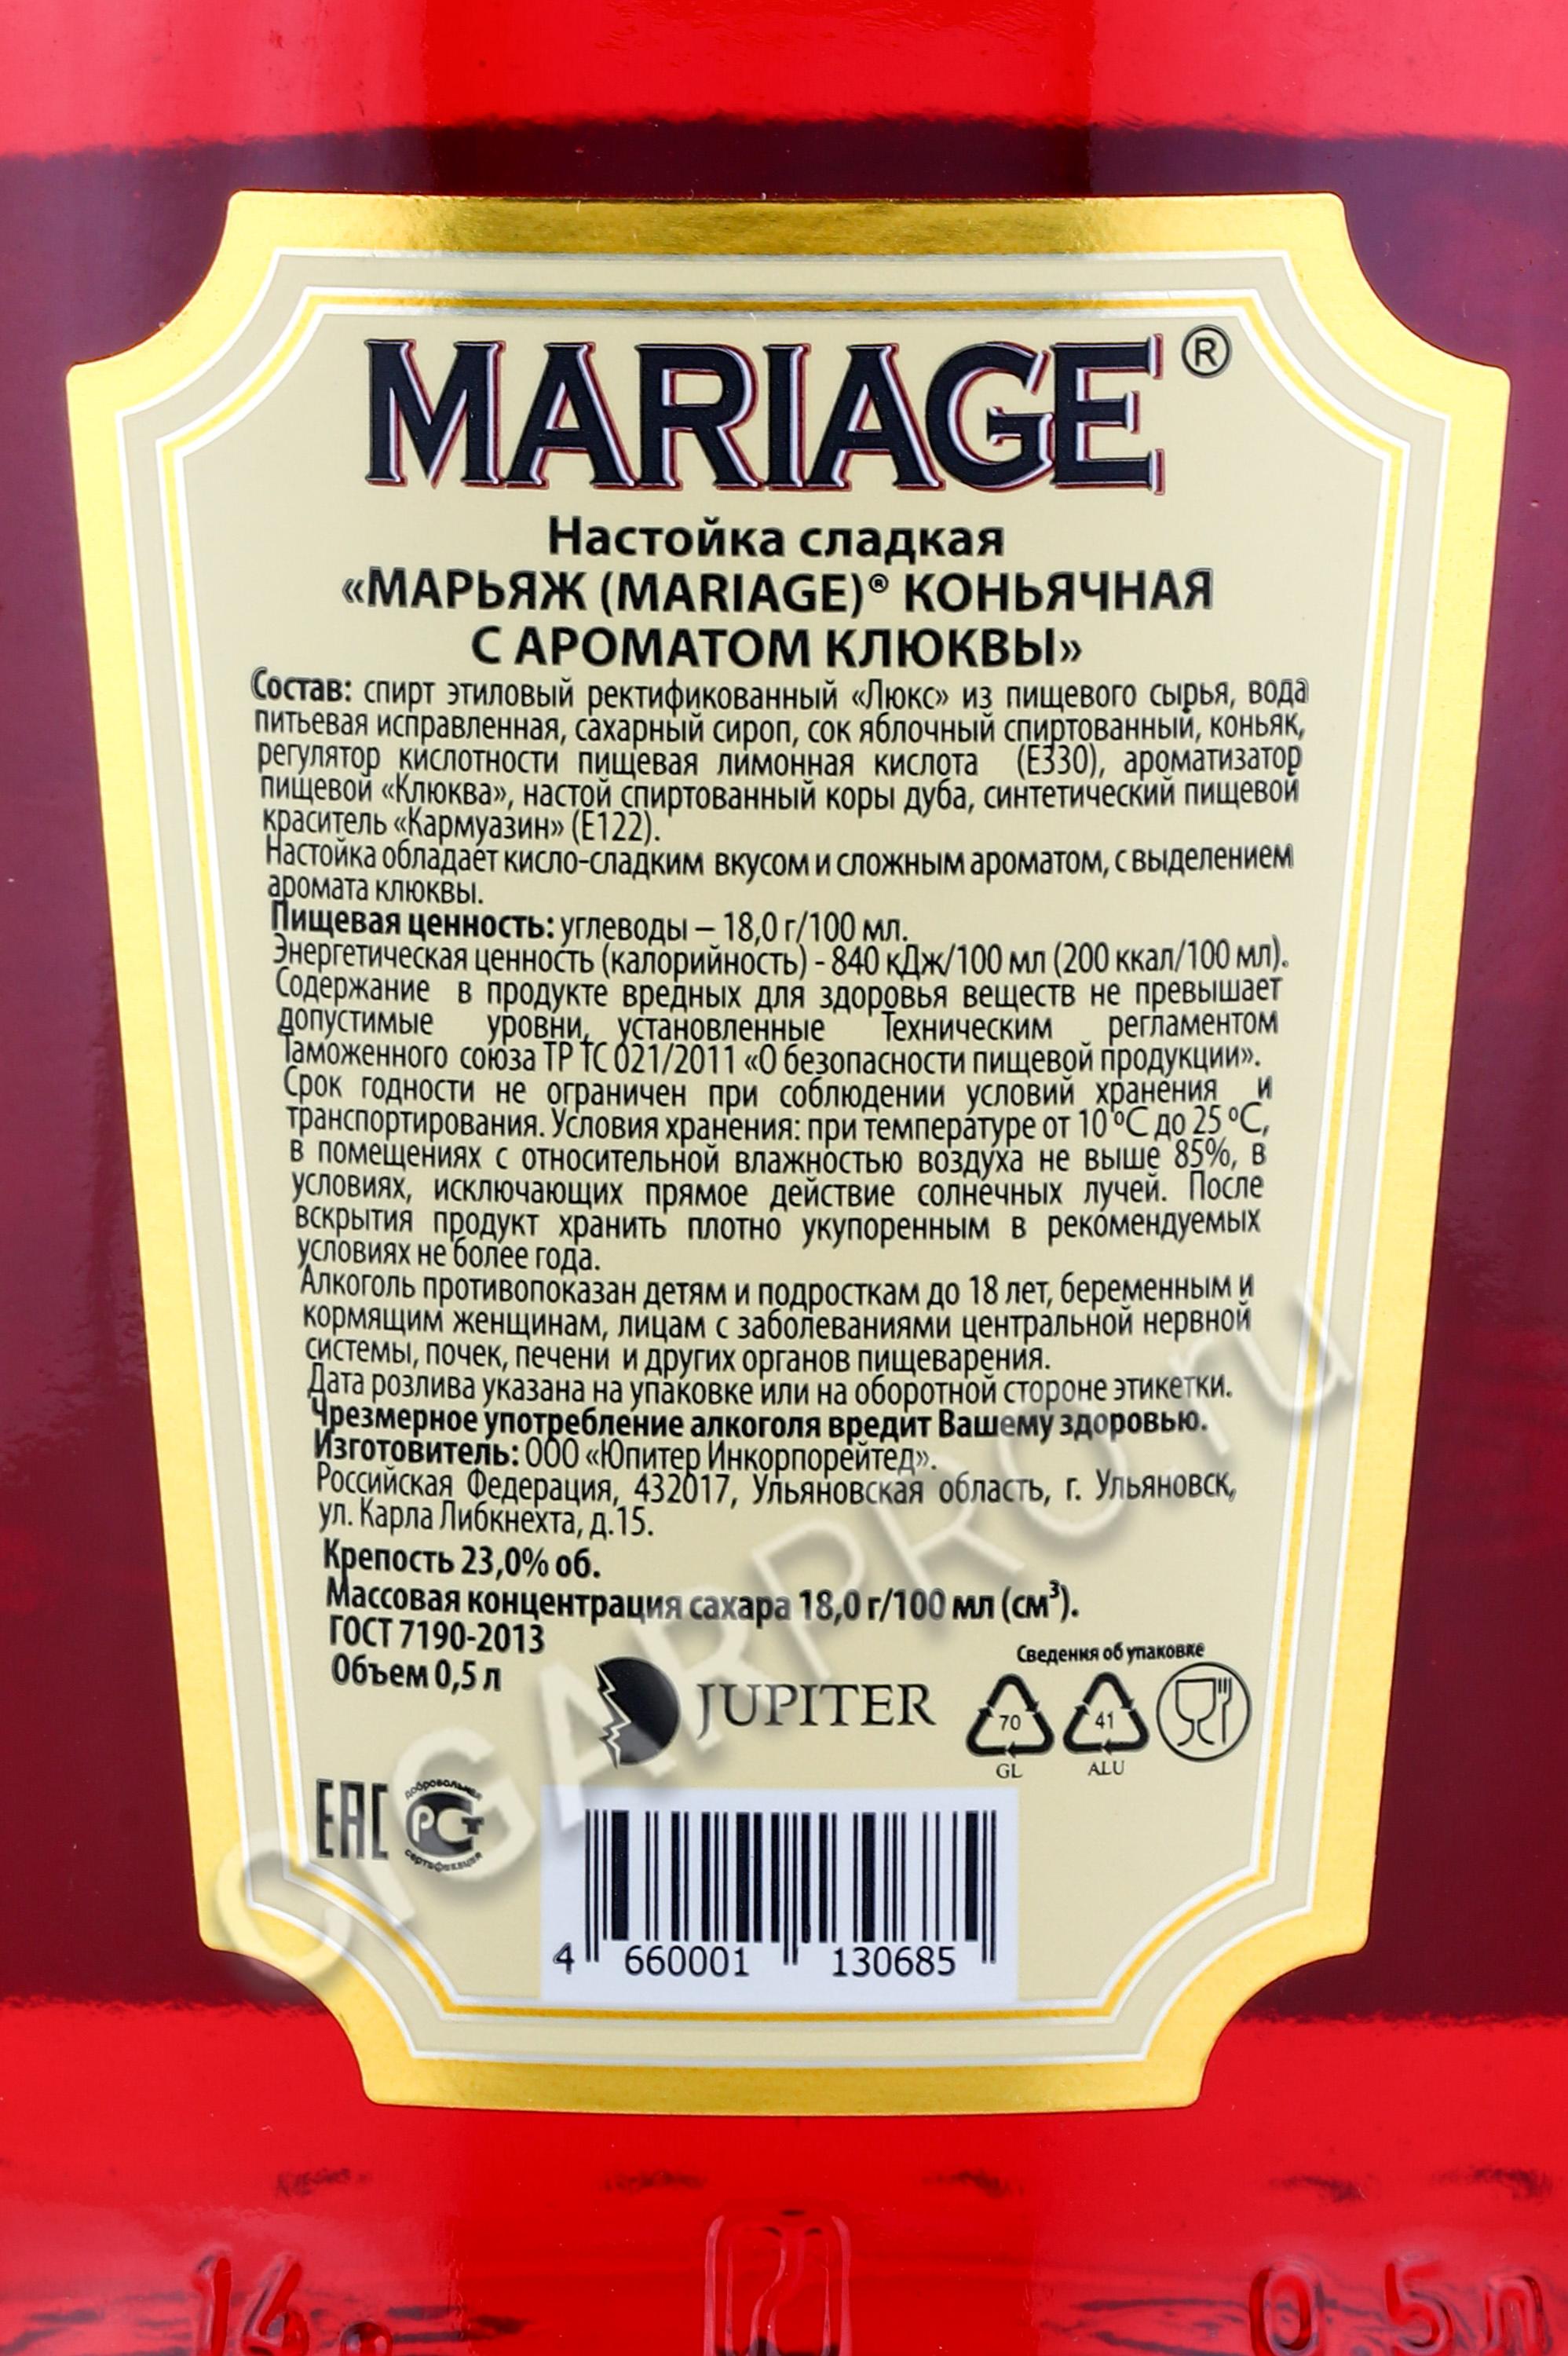 MARIAGE®
Настойка сладкая
«МАРЬЯЖ (MARIAGE)® КОНЬЯЧНАЯ
С АРОМАТОМ КЛЮКВЫ»
Состав: спирт этиловый ректификованный «Люкс» из пищевого сырья, вода
питьевая исправленная, сахарный сироп, сок яблочный спиртованный, коньяк,
регулятор кислотности пищевая лимонная кислота (Е330), ароматизатор
пищевой «Клюква», настой спиртованный коры дуба, синтетический пищевой
краситель «Кармуазин» (Е122).
Настойка обладает кисло-сладким вкусом и сложным ароматом, с выделением
аромата клюквы.
Пищевая ценность: углеводы – 18,0 г/100 мл.
Энергетическая ценность (калорийность) - 840 кДж/100 мл (200 ккал/100 мл).
Содержание в продукте вредных для здоровья веществ не превышает
допустимые уровни, установленные Техническим регламентом
Таможенного союза ТР ТС 021/2011 «О безопасности пищевой продукции».
Срок годности не ограничен при соблюдении условий хранения и
транспортирования. Условия хранения: при температуре от 10 °С до 25 °С,
в помещениях с относительной влажностью воздуха не выше 85%, в
условиях, исключающих прямое действие солнечных лучей. После
вскрытия продукт хранить плотно укупоренным в рекомендуемых
условиях не более года.
Алкоголь противопоказан детям и подросткам до 18 лет, беременным и
кормящим женщинам, лицам с заболеваниями центральной нервной
системы, почек, печени и других органов пищеварения.
Дата розлива указана на упаковке или на оборотной стороне этикетки.
Чрезмерное употребление алкоголя вредит Вашему здоровью.
Изготовитель: ООО «Юпитер Инкорпорейтед».
Российская Федерация, 432017, Ульяновская область, г. Ульяновск,
ул. Карла Либкнехта, д.15.
Крепость 23,0% об.
Массовая концентрация сахара 18,0 г/100 мл (см³).
ГОСТ 7190-2013
Объем 0,5 л
Сведения об упаковке
JUPITER
70
41
GL
ALU
ЕАС
добровольная
РСТ
сертификация
4 660001 130685
CIGARPRO.ru
0.5л